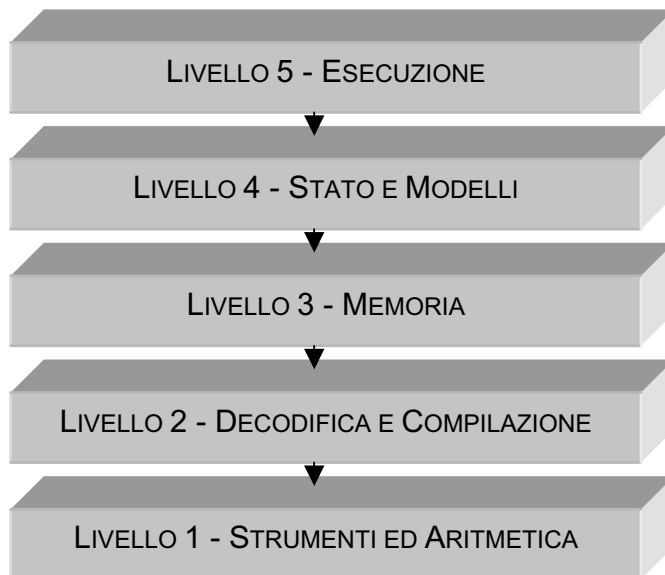 LIVELLO 5 - ESECUZIONE
LIVELLO 4 - STATO E MODELLI
LIVELLO 3 - MEMORIA
LIVELLO 2 - DECODIFICA E COMPILAZIONE
LIVELLO 1 - STRUMENTI ED ARITMETICA